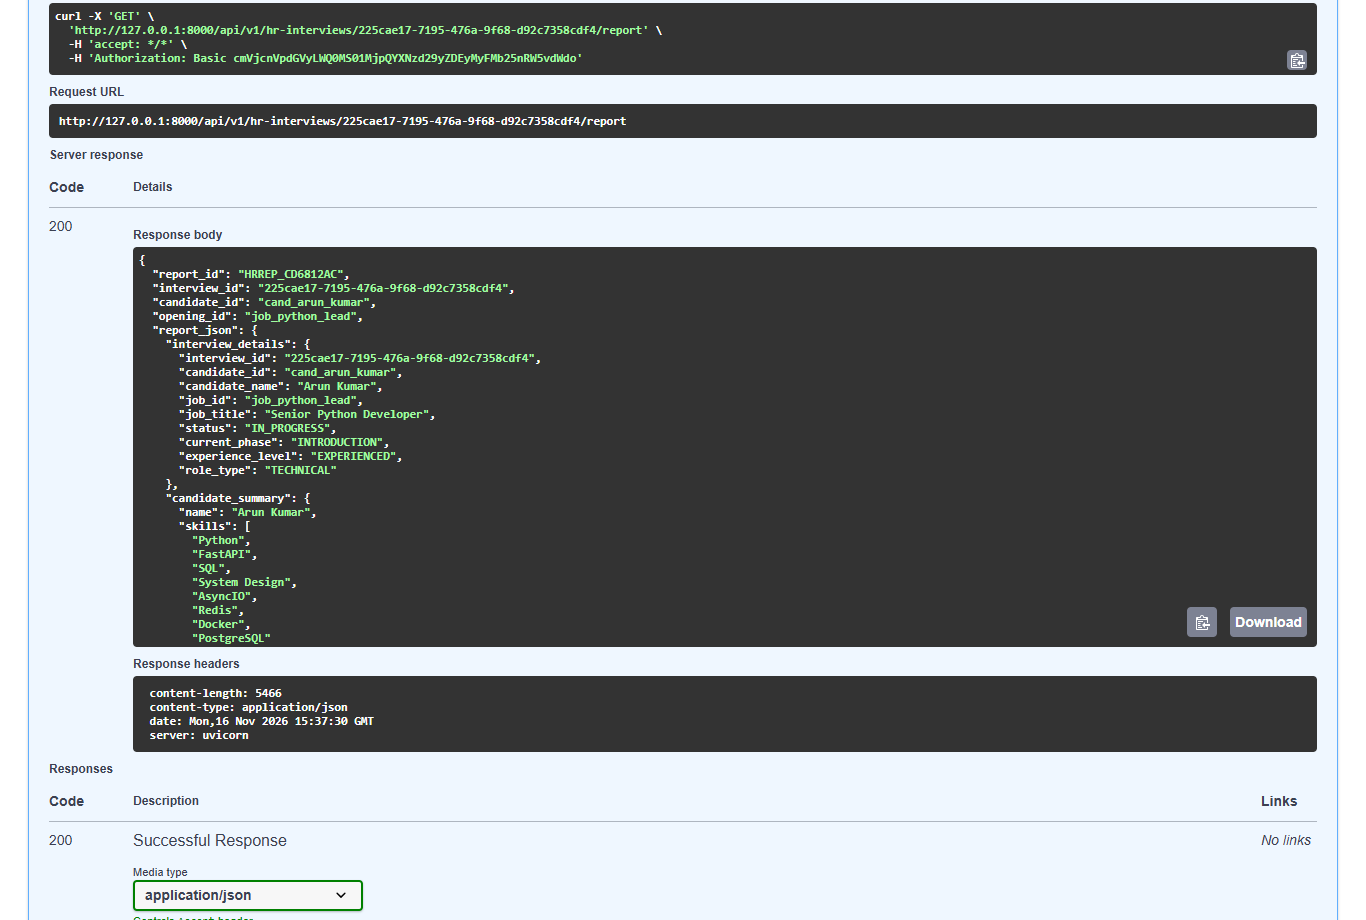 curl -X 'GET' \
'http://127.0.0.1:8000/api/v1/hr-interviews/225cae17-7195-476a-9f68-d92c7358cdf4/report' \
-H 'accept: */*' \
-H 'Authorization: Basic cmVjcnVpdGVyLWQ0MS01MjpQYXNzd29yZDEyMyFMb25nRW5vdWdo'
Request URL
http://127.0.0.1:8000/api/v1/hr-interviews/225cae17-7195-476a-9f68-d92c7358cdf4/report
Server response
Code Details
200
Response body
{
"report_id": "HRREP_CD6812AC",
"interview_id": "225cae17-7195-476a-9f68-d92c7358cdf4",
"candidate_id": "cand_arun_kumar",
"opening_id": "job_python_lead",
"report_json": {
"interview_details": {
"interview_id": "225cae17-7195-476a-9f68-d92c7358cdf4",
"candidate_id": "cand_arun_kumar",
"candidate_name": "Arun Kumar",
"job_id": "job_python_lead",
"job_title": "Senior Python Developer",
"status": "IN_PROGRESS",
"current_phase": "INTRODUCTION",
"experience_level": "EXPERIENCED",
"role_type": "TECHNICAL"
},
"candidate_summary": {
"name": "Arun Kumar",
"skills": [
"Python",
"FastAPI",
"SQL",
"System Design",
"AsyncIO",
"Redis",
"Docker",
"PostgreSQL"
Download
Response headers
content-length: 5466
content-type: application/json
date: Mon,16 Nov 2026 15:37:30 GMT
server: uvicorn
Responses
Code Description Links
200 Successful Response No links
Media type
application/json